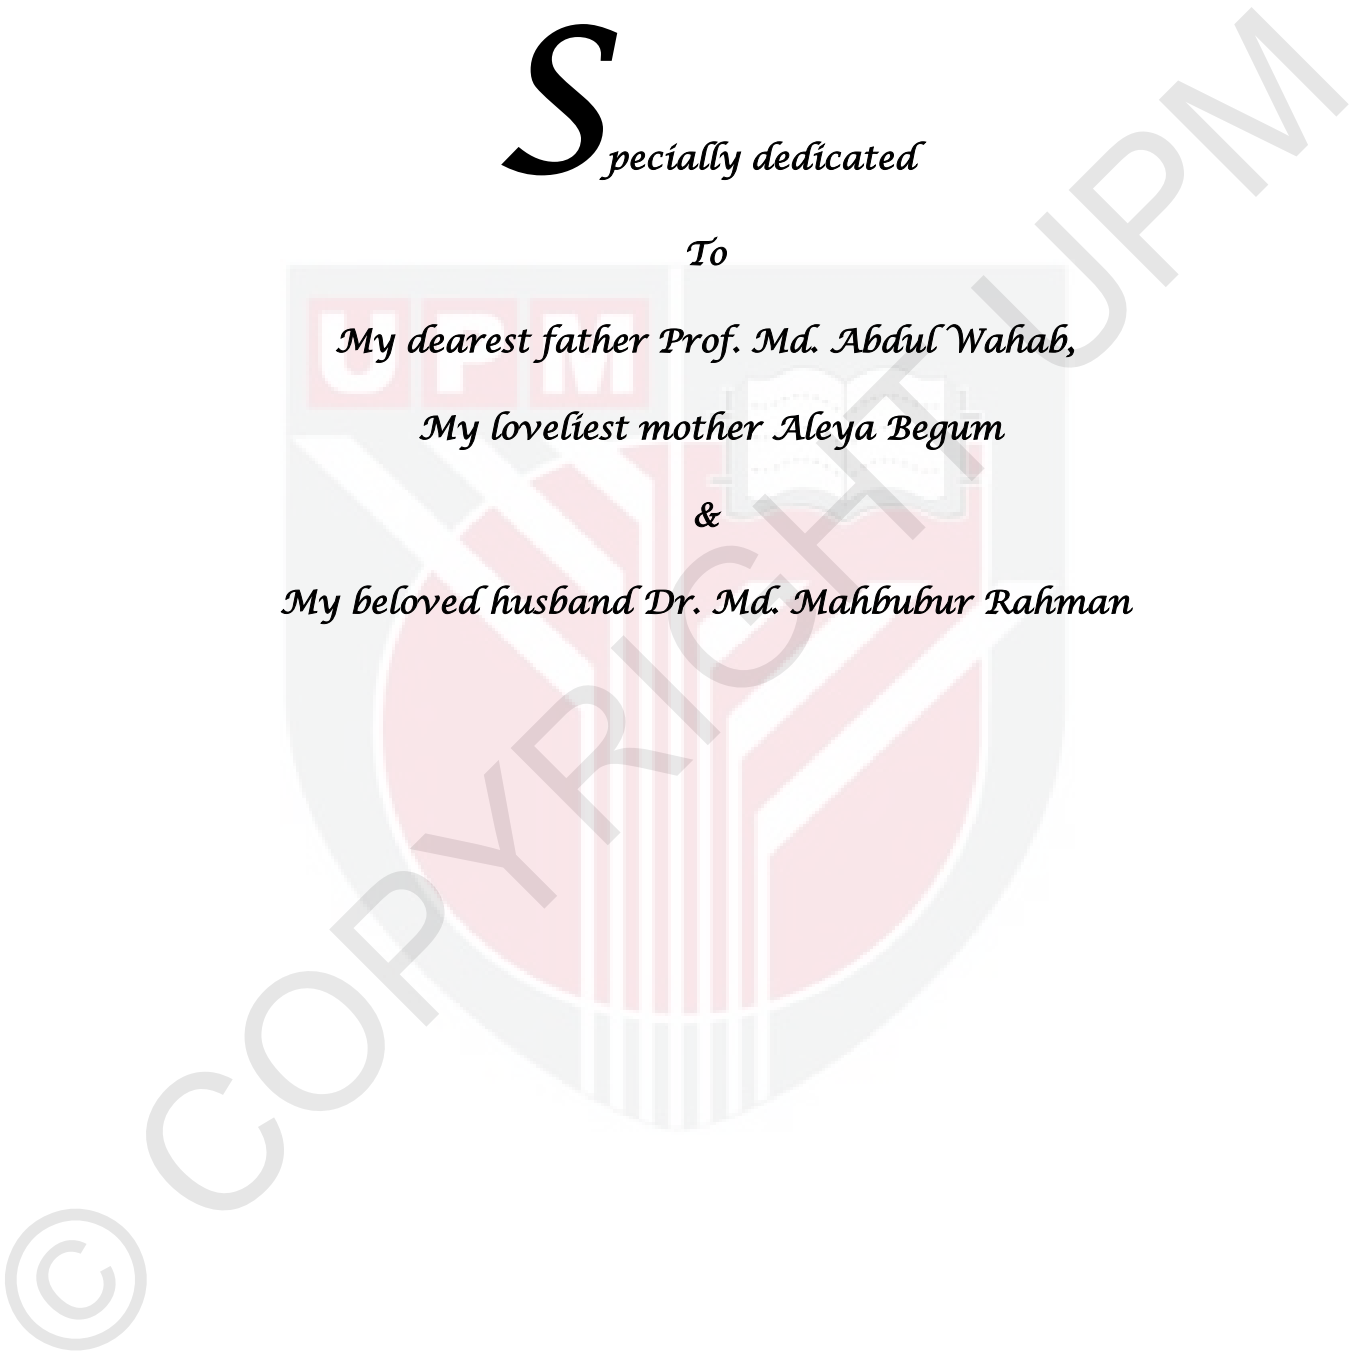 Specially dedicated
To
My dearest father Prof. Md. Abdul Wahab,
My loveliest mother Aleya Begum
&
My beloved husband Dr. Md. Mahbubur Rahman
UPM
© COPYRIGHT UPM